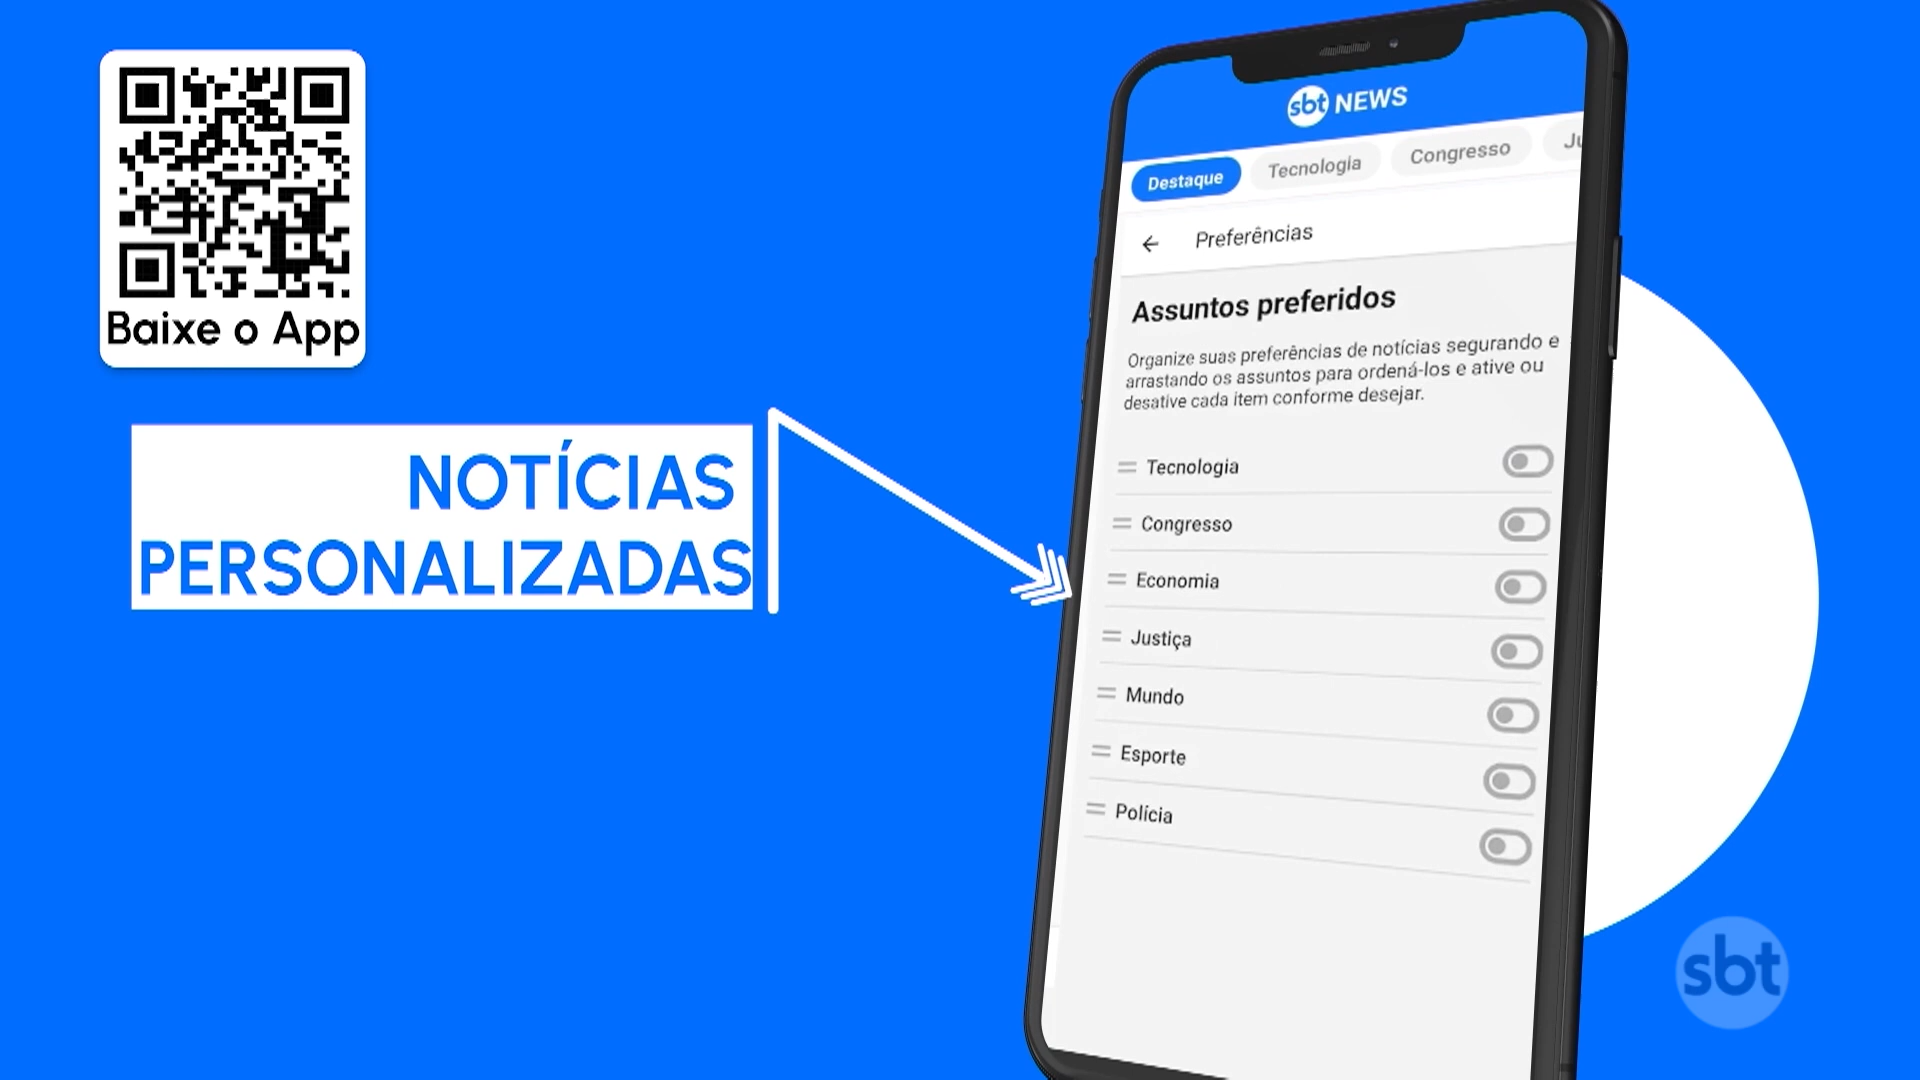 Baixe o App
NOTÍCIAS
PERSONALIZADAS
sbt NEWS
Destaque Tecnologia Congresso Ju
Preferências
Assuntos preferidos
Organize suas preferências de notícias segurando e
arrastando os assuntos para ordená-los e ative ou
desative cada item conforme desejar.
Tecnologia
Congresso
Economia
Justiça
Mundo
Esporte
Polícia
sbt